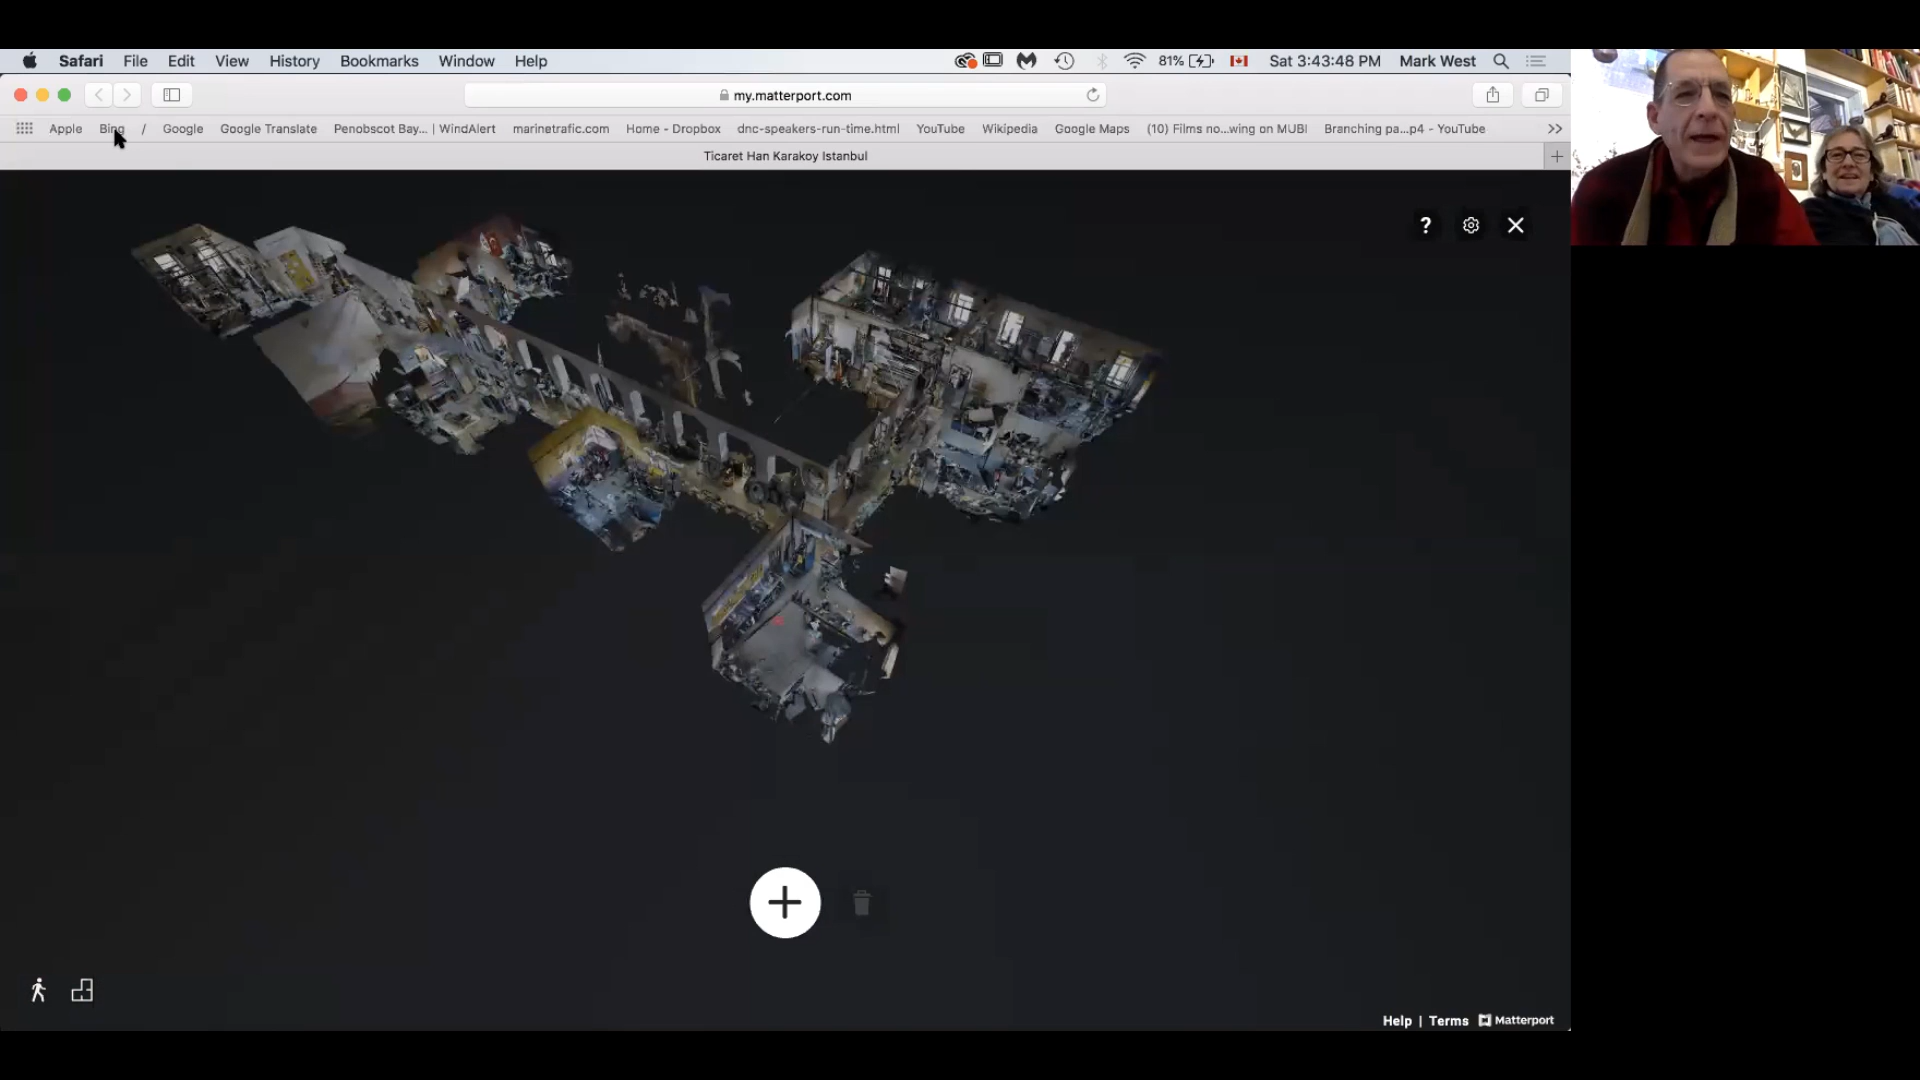 Safari File Edit View History Bookmarks Window Help 81% Sat 3:43:48 PM Mark West
my.matterport.com
Apple Bing / Google Google Translate Penobscot Bay... | WindAlert marinetrafic.com Home - Dropbox dnc-speakers-run-time.html YouTube Wikipedia Google Maps (10) Films no...wing on MUBI Branching pa...p4 - YouTube >>
Ticaret Han Karakoy Istanbul
?
Help | Terms Matterport